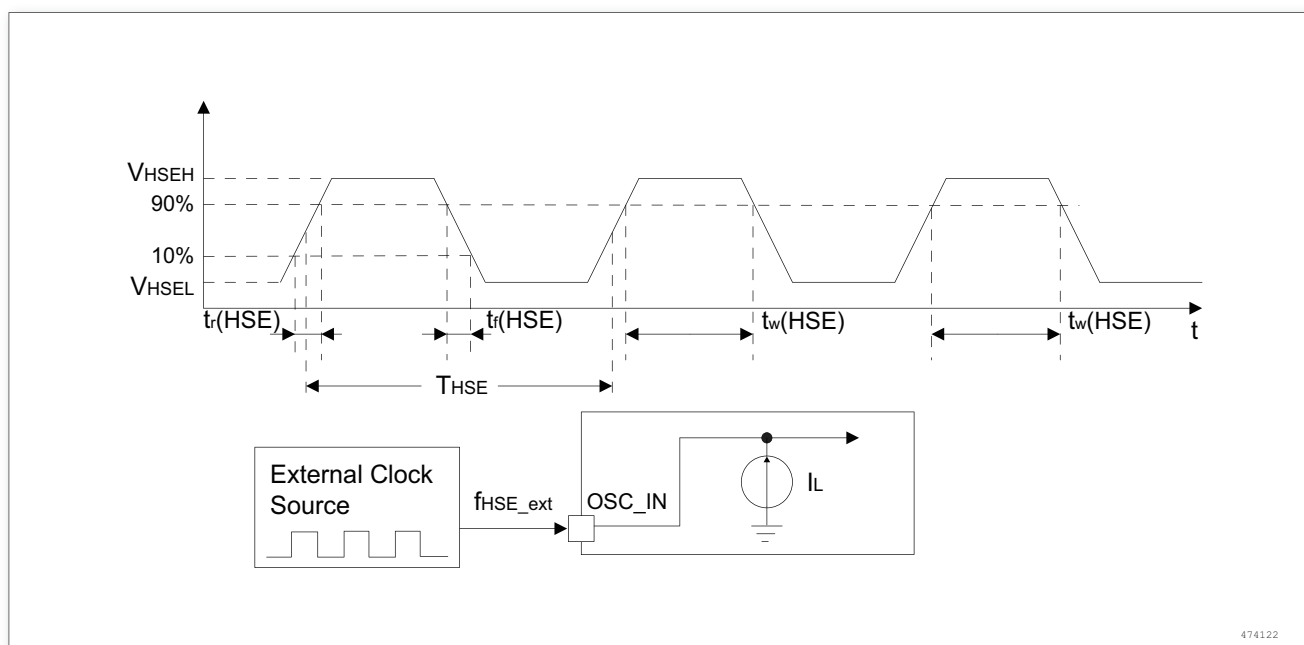 VHSEH
90%
10%
VHSEL
tr(HSE)
tf(HSE)
tw(HSE)
tw(HSE)
t
THSE
External Clock
Source
fHSE_ext
OSC_IN
IL
474122